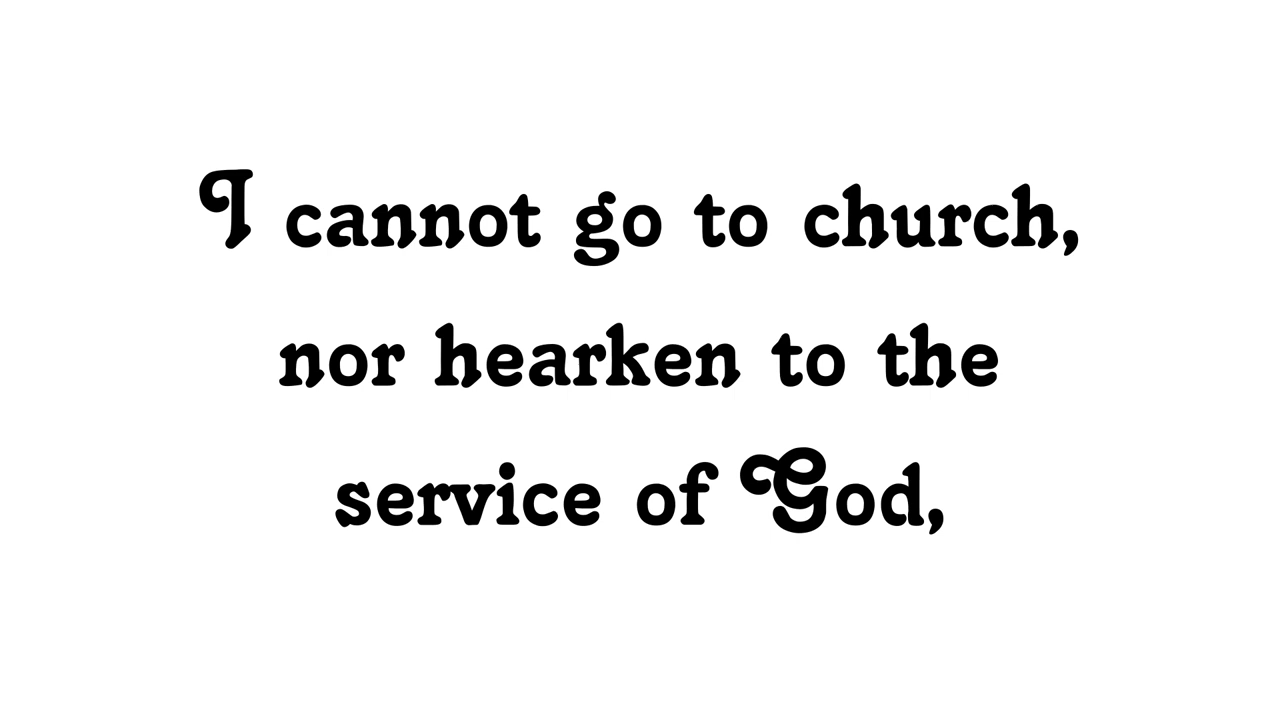 I cannot go to church,
nor hearken to the
service of God,